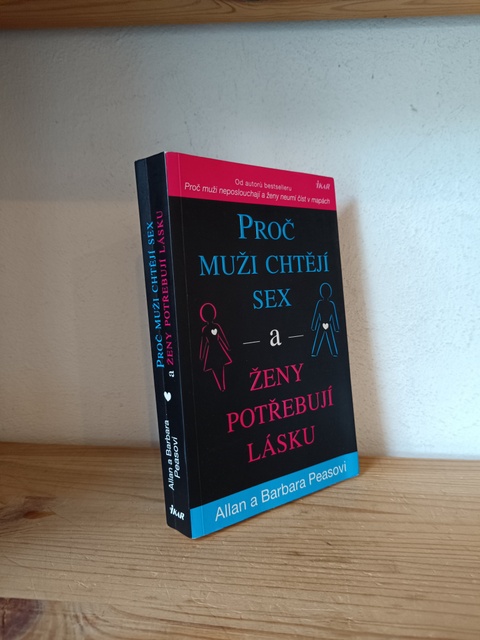 Od autorů bestselleru
Proč muži neposlouchají a ženy neumí číst v mapách
IKAR
PROČ
MUŽI CHTĚJÍ
SEX
a
ŽENY
POTŘEBUJÍ
LÁSKU
Allan a Barbara Peasovi
PROČ MUŽI CHTĚJÍ SEX
a ŽENY POTŘEBUJÍ LÁSKU
Allan a Barbara
Peasovi
IKAR